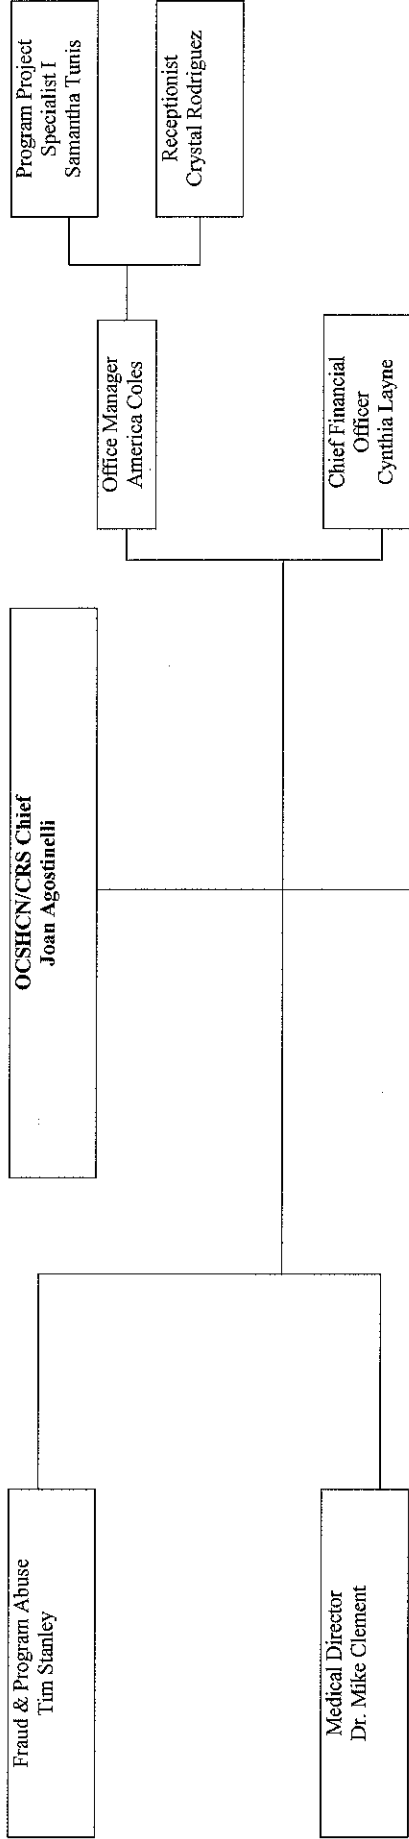 OCSHCN/CRS Chief
Joan Agostinelli
Fraud & Program Abuse
Tim Stanley
Medical Director
Dr. Mike Clement
Office Manager
America Coles
Chief Financial
Officer
Cynthia Layne
Program Project
Specialist I
Samantha Tunis
Receptionist
Crystal Rodriguez